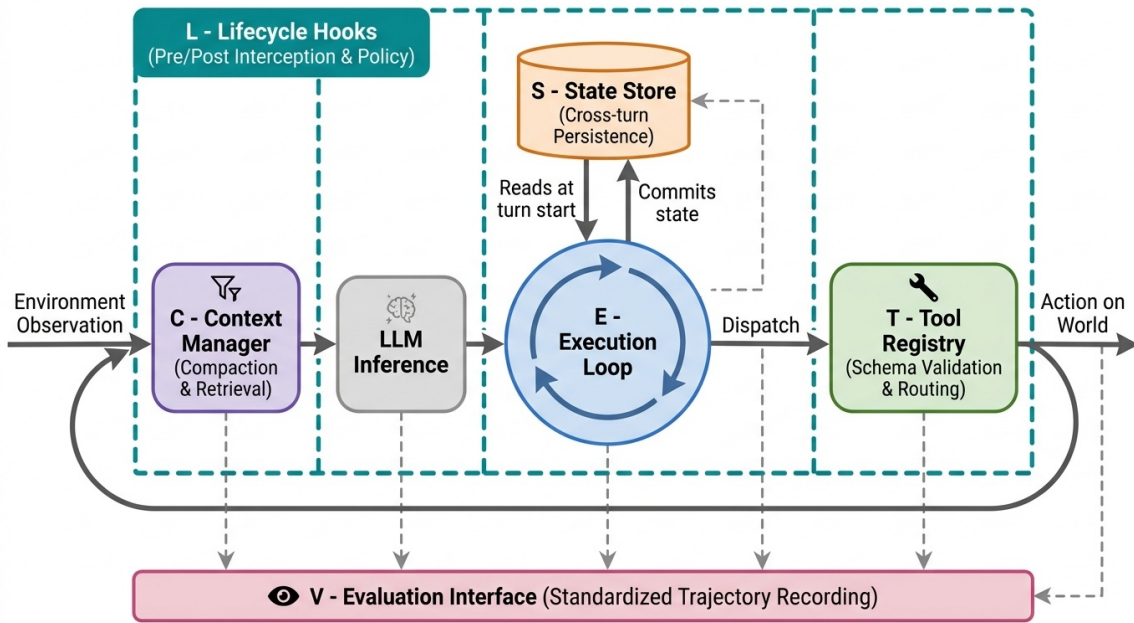 L - Lifecycle Hooks
(Pre/Post Interception & Policy)
S - State Store
(Cross-turn
Persistence)
Reads at
turn start
Commits
state
Environment
Observation
C - Context
Manager
(Compaction
& Retrieval)
LLM
Inference
E -
Execution
Loop
Dispatch
T - Tool
Registry
(Schema Validation
& Routing)
Action on
World
V - Evaluation Interface (Standardized Trajectory Recording)